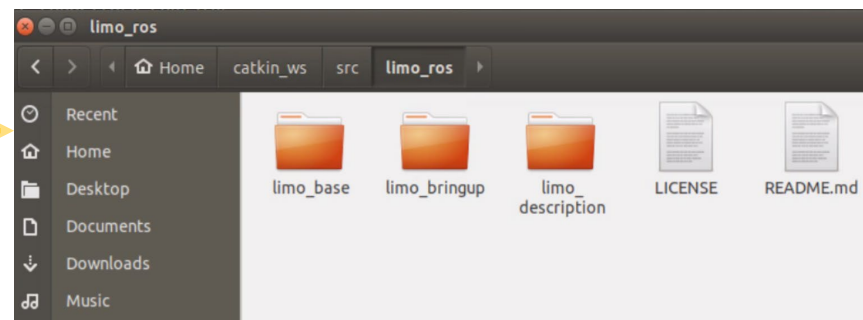 limo_ros
Home catkin_ws src limo_ros
Recent
Home
Desktop
Documents
Downloads
Music
limo_base limo_bringup limo_ LICENSE README.md
description